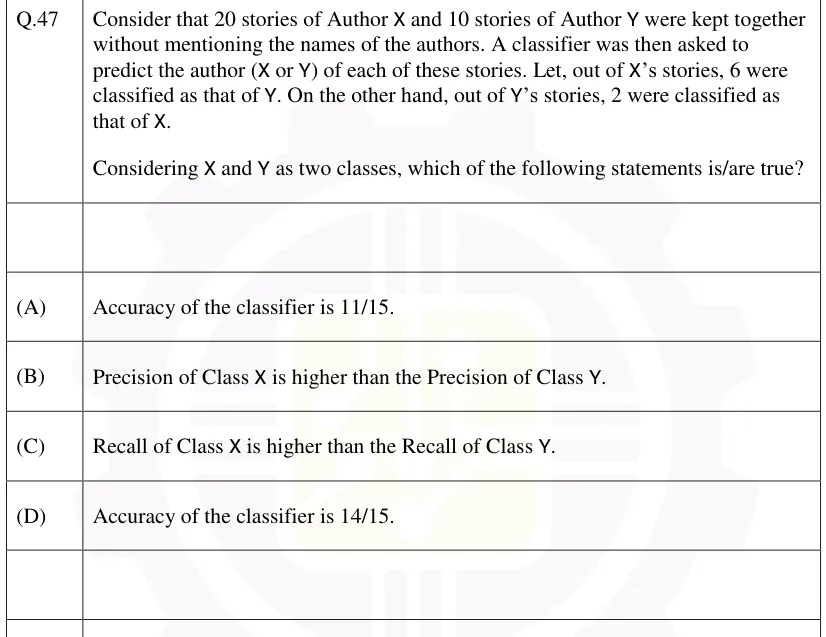 Q.47 Consider that 20 stories of Author X and 10 stories of Author Y were kept together
without mentioning the names of the authors. A classifier was then asked to
predict the author (X or Y) of each of these stories. Let, out of X’s stories, 6 were
classified as that of Y. On the other hand, out of Y’s stories, 2 were classified as
that of X.
Considering X and Y as two classes, which of the following statements is/are true?
(A) Accuracy of the classifier is 11/15.
(B) Precision of Class X is higher than the Precision of Class Y.
(C) Recall of Class X is higher than the Recall of Class Y.
(D) Accuracy of the classifier is 14/15.